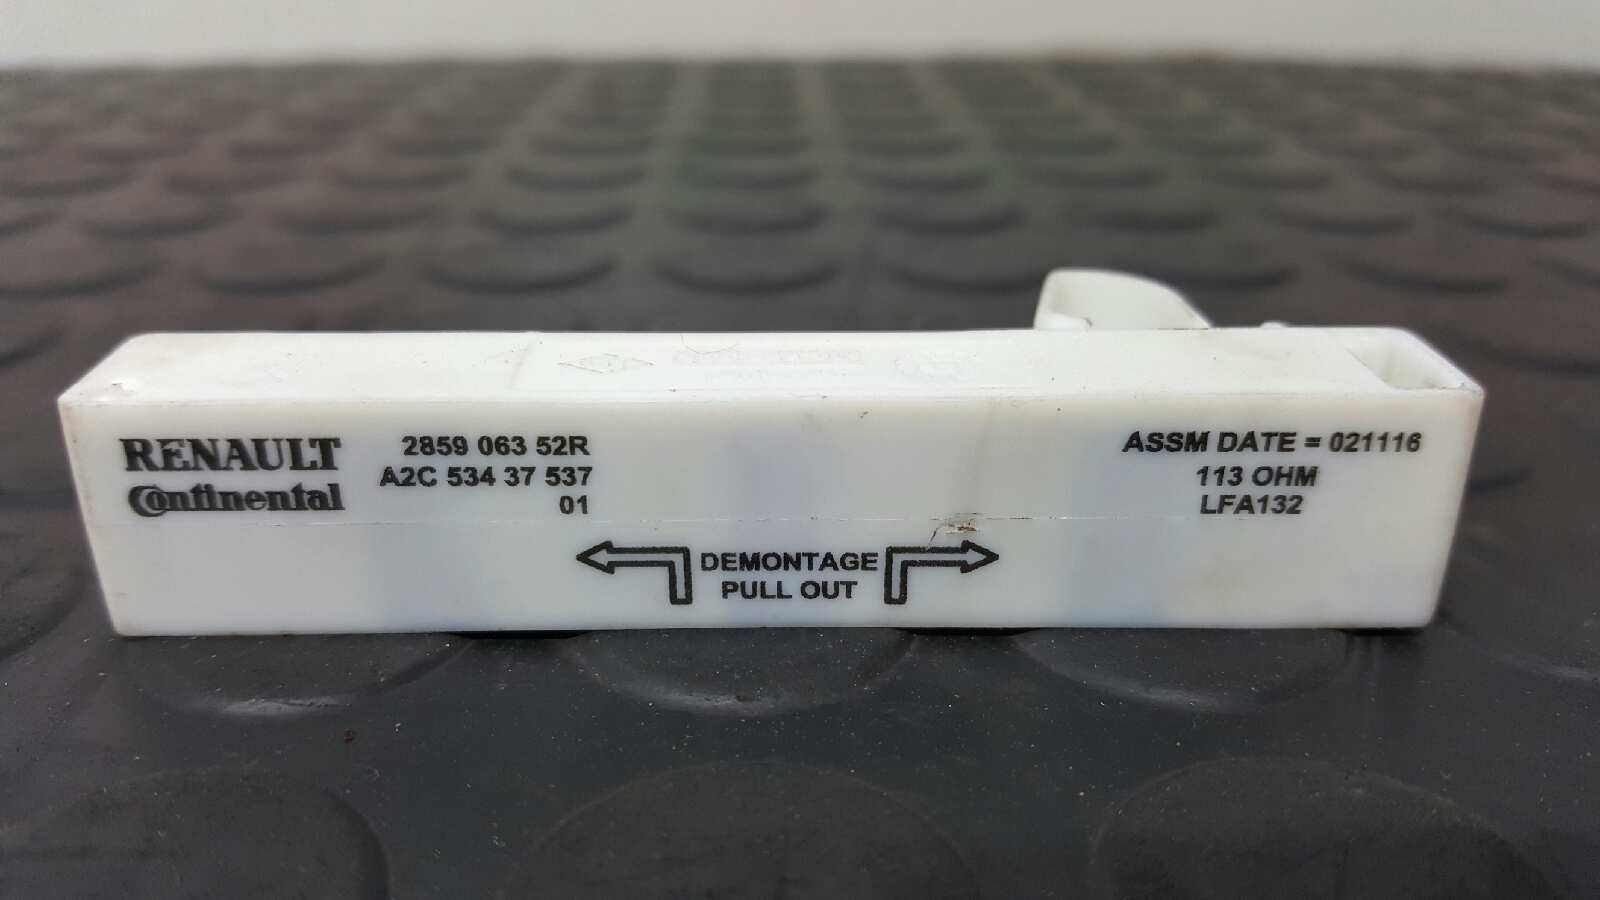 RENAULT
Continental
2859 063 52R
A2C 534 37 537
01
ASSM DATE = 021116
113 OHM
LFA132
DEMONTAGE
PULL OUT